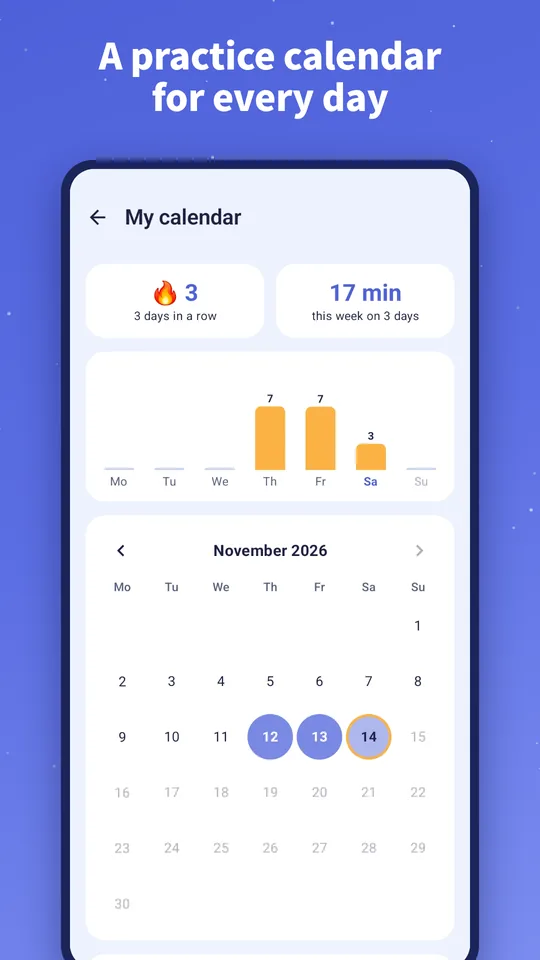 A practice calendar
for every day
My calendar
🔥 3
3 days in a row
17 min
this week on 3 days
7 7 3
Mo Tu We Th Fr Sa Su
November 2026
Mo Tu We Th Fr Sa Su
1
2 3 4 5 6 7 8
9 10 11 12 13 14 15
16 17 18 19 20 21 22
23 24 25 26 27 28 29
30